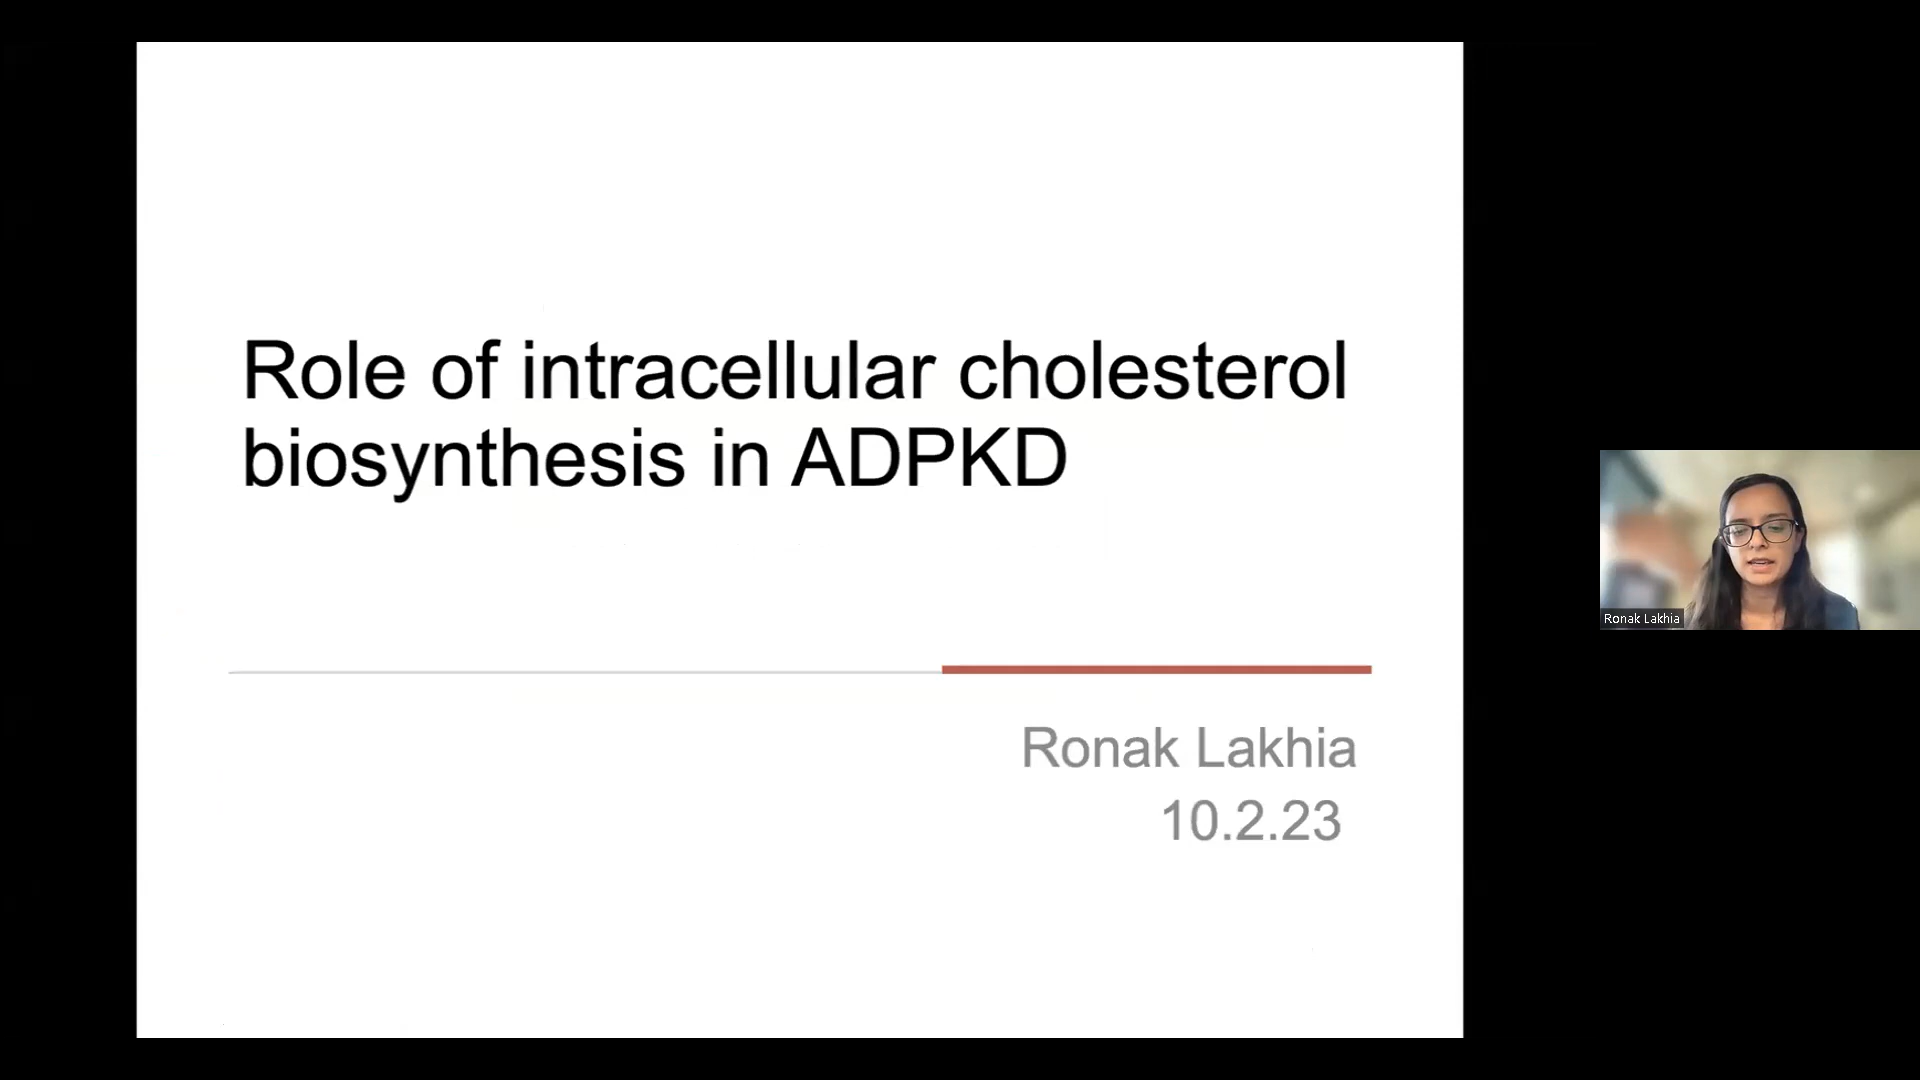 Role of intracellular cholesterol
biosynthesis in ADPKD
Ronak Lakhia
10.2.23
Ronak Lakhia